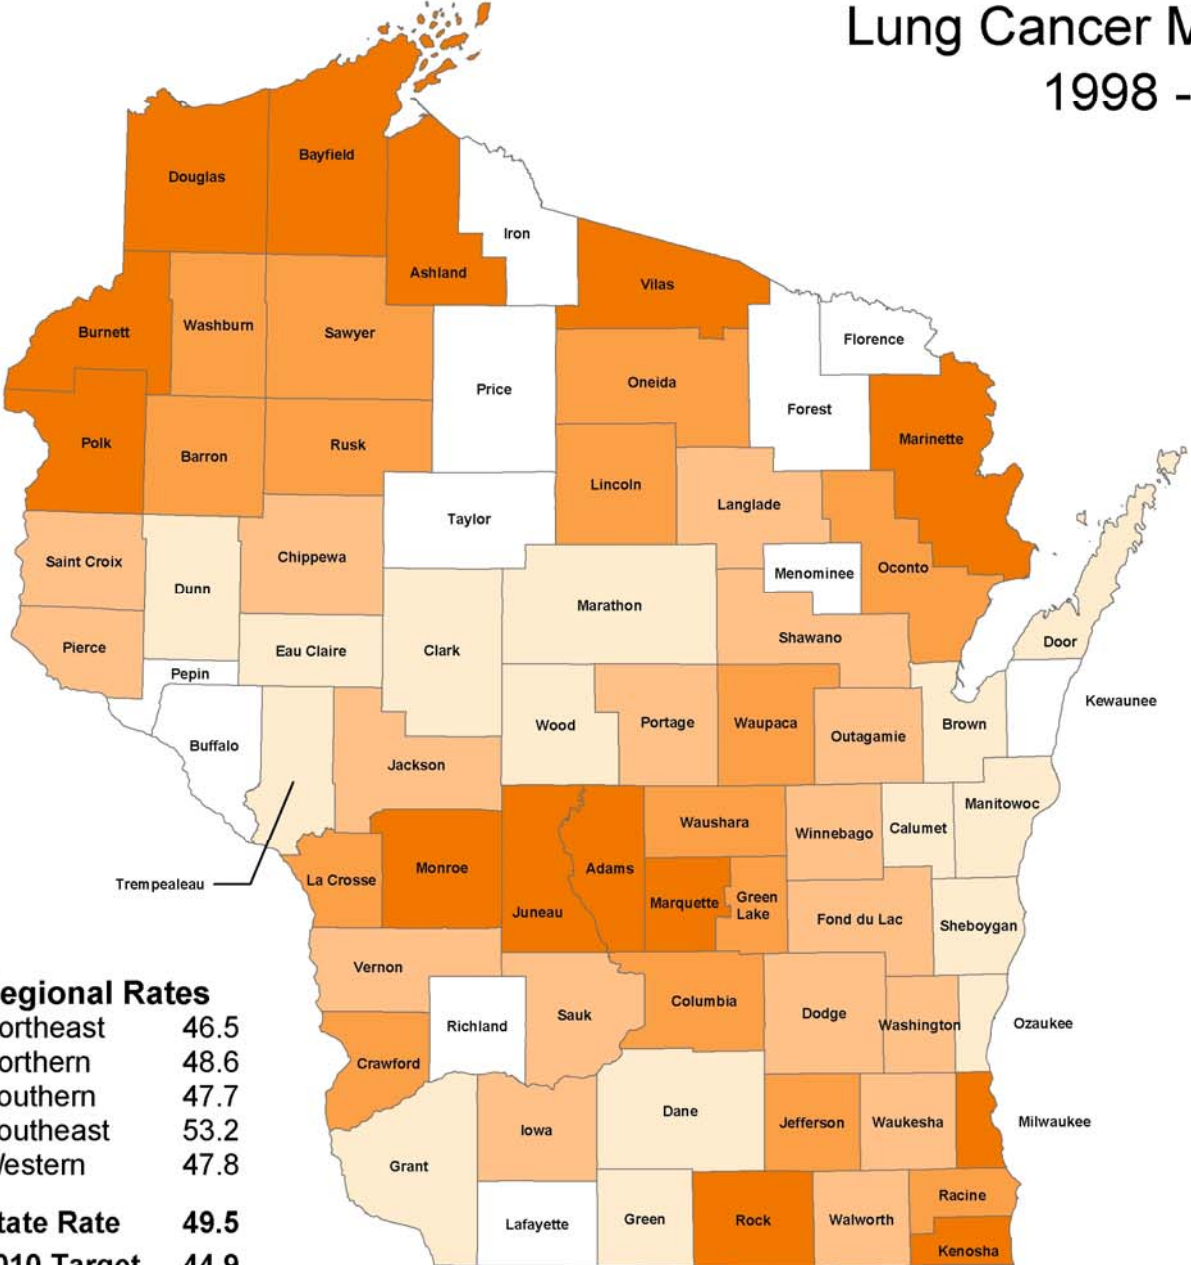 Lung Cancer M
1998 -
Bayfield
Douglas
Iron
Ashland
Vilas
Burnett
Washburn
Sawyer
Florence
Oneida
Price
Forest
Polk
Marinette
Rusk
Barron
Lincoln
Langlade
Taylor
Saint Croix
Chippewa
Oconto
Menominee
Dunn
Marathon
Shawano
Door
Pierce
Eau Claire
Clark
Pepin
Kewaunee
Wood
Portage
Waupaca
Brown
Outagamie
Buffalo
Jackson
Manitowoc
Waushara
Winnebago
Calumet
Monroe
Adams
La Crosse
Trempealeau
Marquette
Green
Lake
Juneau
Fond du Lac
Sheboygan
Vernon
egional Rates
Columbia
ortheast 46.5
Sauk
Dodge
Richland
Washington
Ozaukee
orthern 48.6
Crawford
outhern 47.7
Dane
Jefferson
Waukesha
Milwaukee
outheast 53.2
Iowa
Western 47.8
Grant
Racine
tate Rate 49.5
Lafayette
Green
Rock
Walworth
Kenosha
010 Target 44.9